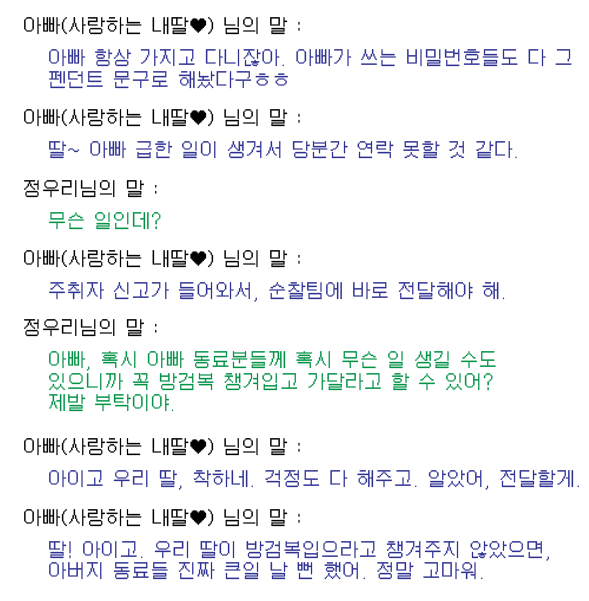 아빠(사랑하는 내딸♥) 님의 말 :
아빠 항상 가지고 다니잖아. 아빠가 쓰는 비밀번호들도 다 그
펜던트 문구로 해놨다구ㅎㅎ
아빠(사랑하는 내딸♥) 님의 말 :
딸~ 아빠 급한 일이 생겨서 당분간 연락 못할 것 같다.
정우리님의 말 :
무슨 일인데?
아빠(사랑하는 내딸♥) 님의 말 :
주취자 신고가 들어와서, 순찰팀에 바로 전달해야 해.
정우리님의 말 :
아빠, 혹시 아빠 동료분들께 혹시 무슨 일 생길 수도
있으니까 꼭 방검복 챙겨입고 가달라고 할 수 있어?
제발 부탁이야.
아빠(사랑하는 내딸♥) 님의 말 :
아이고 우리 딸, 착하네. 걱정도 다 해주고. 알았어, 전달할게.
아빠(사랑하는 내딸♥) 님의 말 :
딸! 아이고. 우리 딸이 방검복입으라고 챙겨주지 않았으면,
아버지 동료들 진짜 큰일 날 뻔 했어. 정말 고마워.